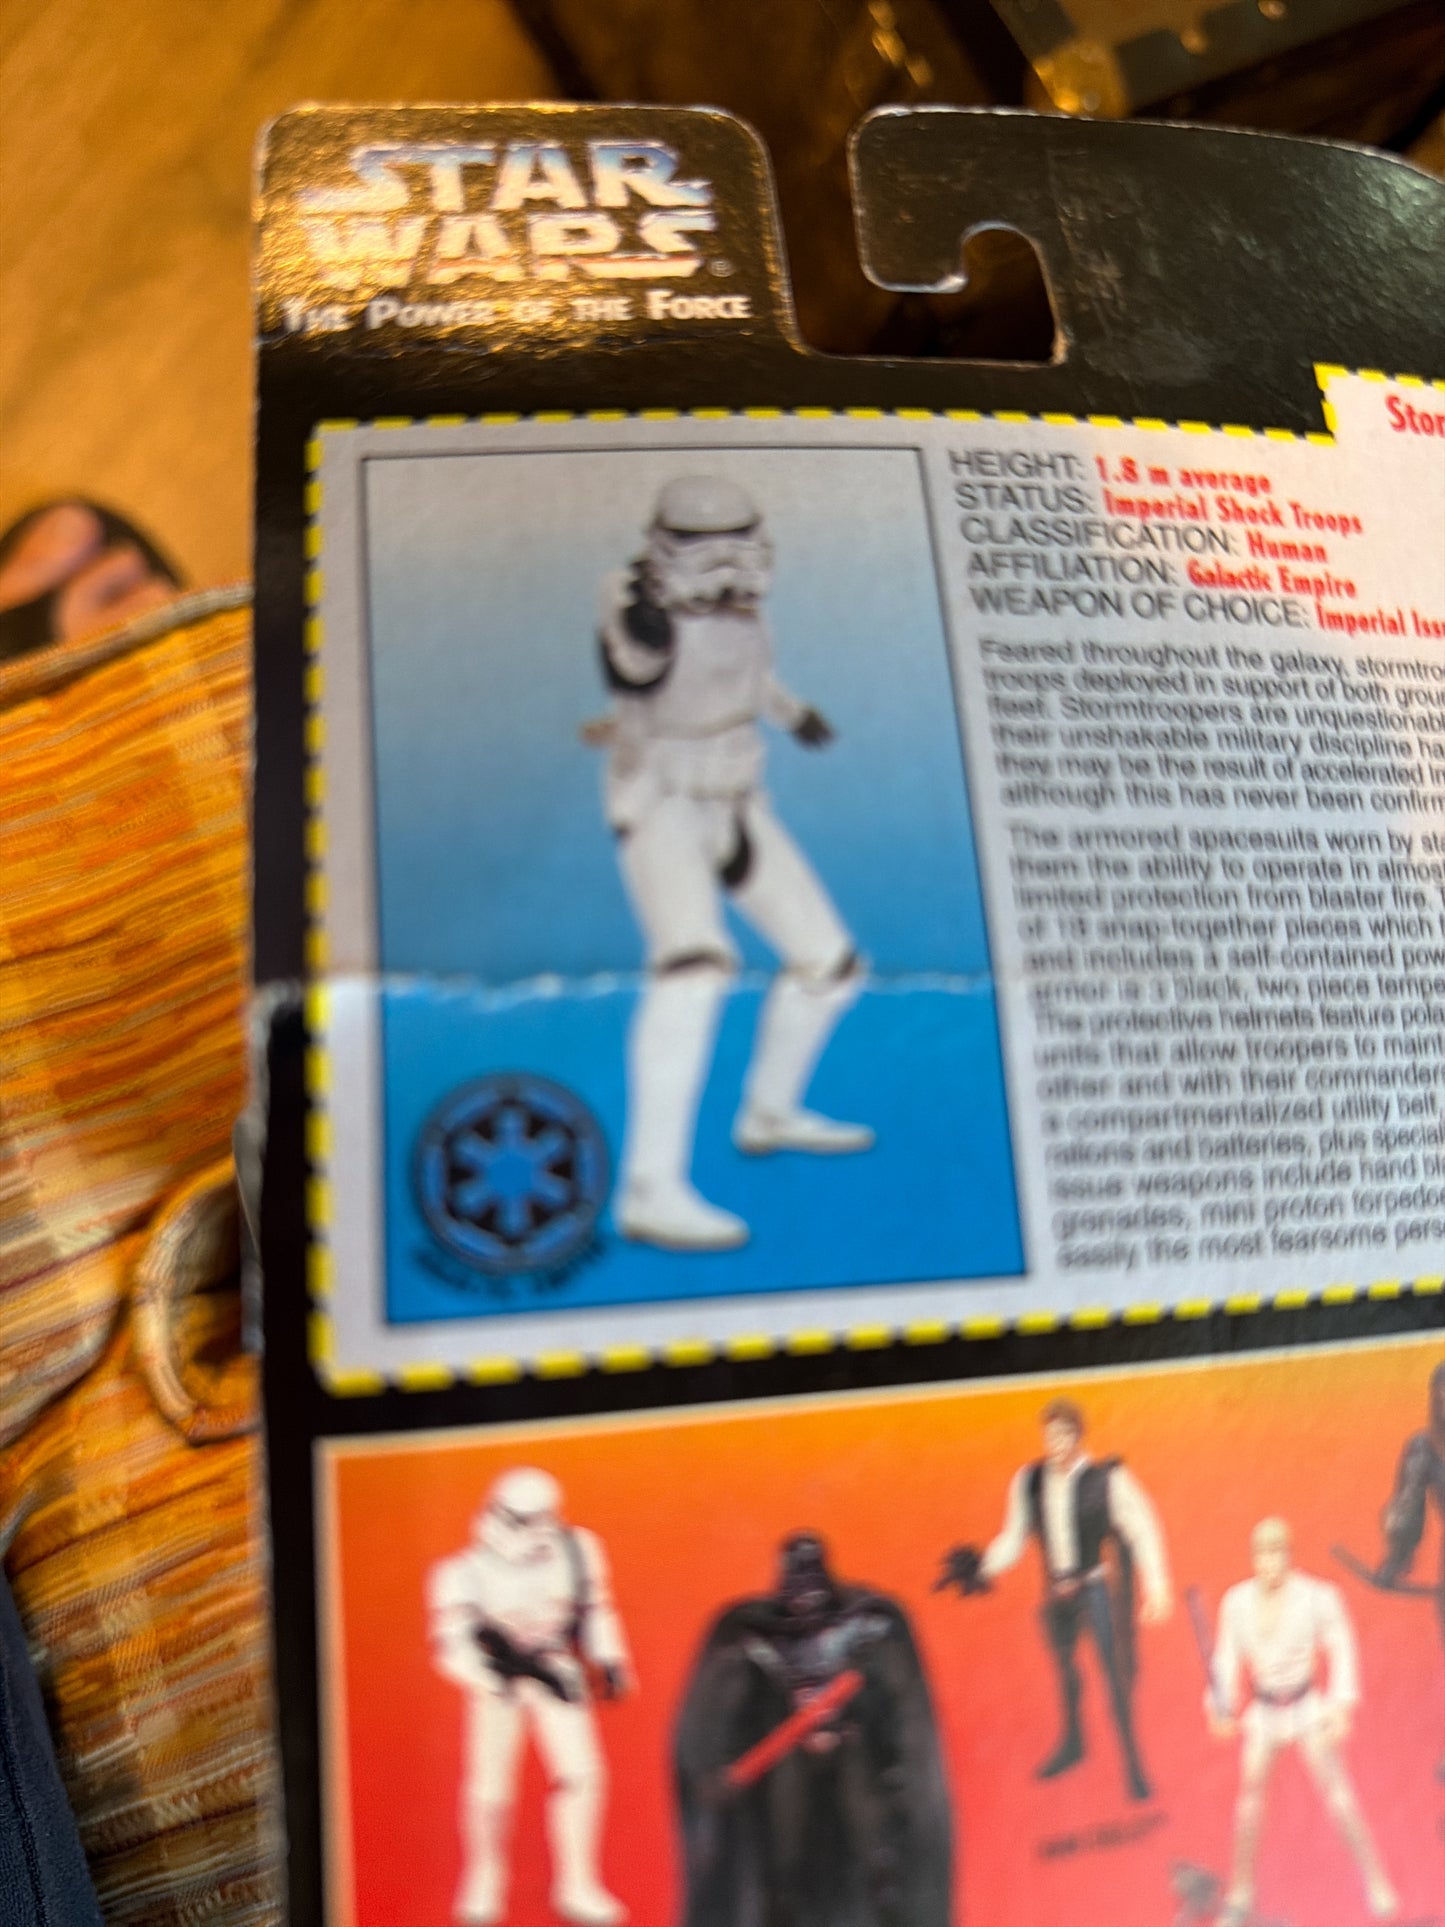 STAR
WARS®
THE POWER OF THE FORCE
Stor
HEIGHT: 1.8 m average
STATUS: Imperial Shock Troops
CLASSIFICATION: Human
AFFILIATION: Galactic Empire
WEAPON OF CHOICE: Imperial Iss
Feared throughout the galaxy, stormtro
troops deployed in support of both grou
fleet. Stormtroopers are unquestionabl
their unshakable military discipline ha
they may be the result of accelerated
although this has never been confirm
The armored spacesuits worn by sto
them the ability to operate in almos
limited protection from blaster fire.
of 18 snap-together pieces which
and includes a self-contained pow
armor is a black, two piece tempe
The protective helmets feature pola
units that allow troopers to maint
other and with their commanders
a compartmentalized utility belt,
rations and batteries, plus special
issue weapons include hand bl
grenades, mini proton torpedo
easily the most fearsome pers
HAN SOLO